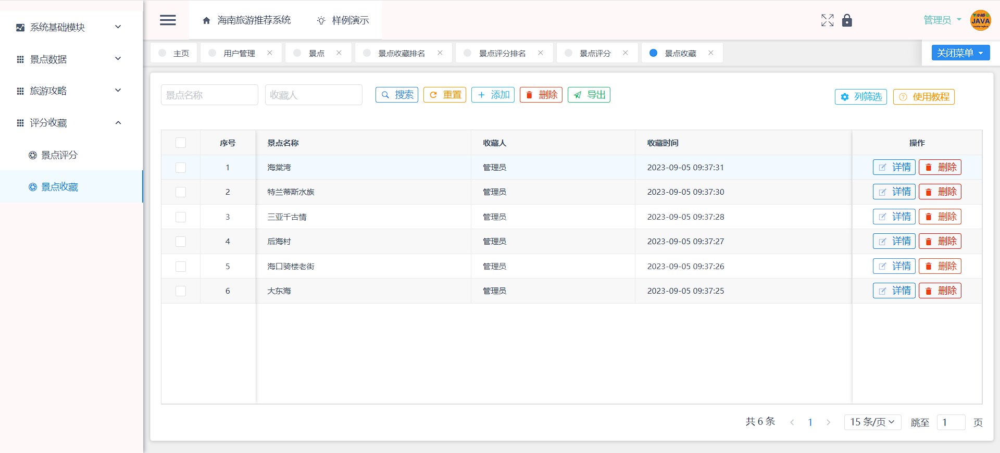 系统基础模块
景点数据
旅游攻略
评分收藏
景点评分
景点收藏
海南旅游推荐系统 样例演示
管理员
小郑
JAVA
主页 用户管理 景点 景点收藏排名 景点评分排名 景点评分 景点收藏 关闭菜单
景点名称 收藏人 搜索 重置 添加 删除 导出 列筛选 使用教程
序号 景点名称 收藏人 收藏时间 操作
1 海棠湾 管理员 2023-09-05 09:37:31 详情 删除
2 特兰蒂斯水族 管理员 2023-09-05 09:37:30 详情 删除
3 三亚千古情 管理员 2023-09-05 09:37:28 详情 删除
4 后海村 管理员 2023-09-05 09:37:27 详情 删除
5 海口骑楼老街 管理员 2023-09-05 09:37:26 详情 删除
6 大东海 管理员 2023-09-05 09:37:25 详情 删除
共 6 条 1 15 条/页 跳至 1 页